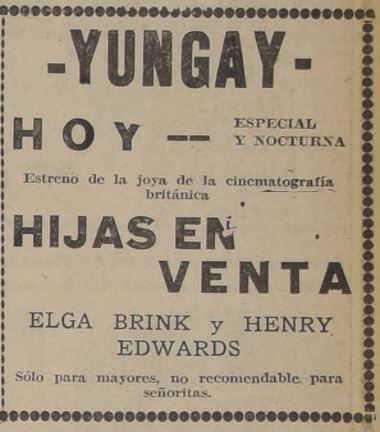 -YUNGAY-
HOY -- ESPECIAL
Y NOCTURNA
Estreno de la joya de la cinematografía
británica
HIJAS EN
VENTA
ELGA BRINK y HENRY
EDWARDS
Sólo para mayores, no recomendable para
señoritas.